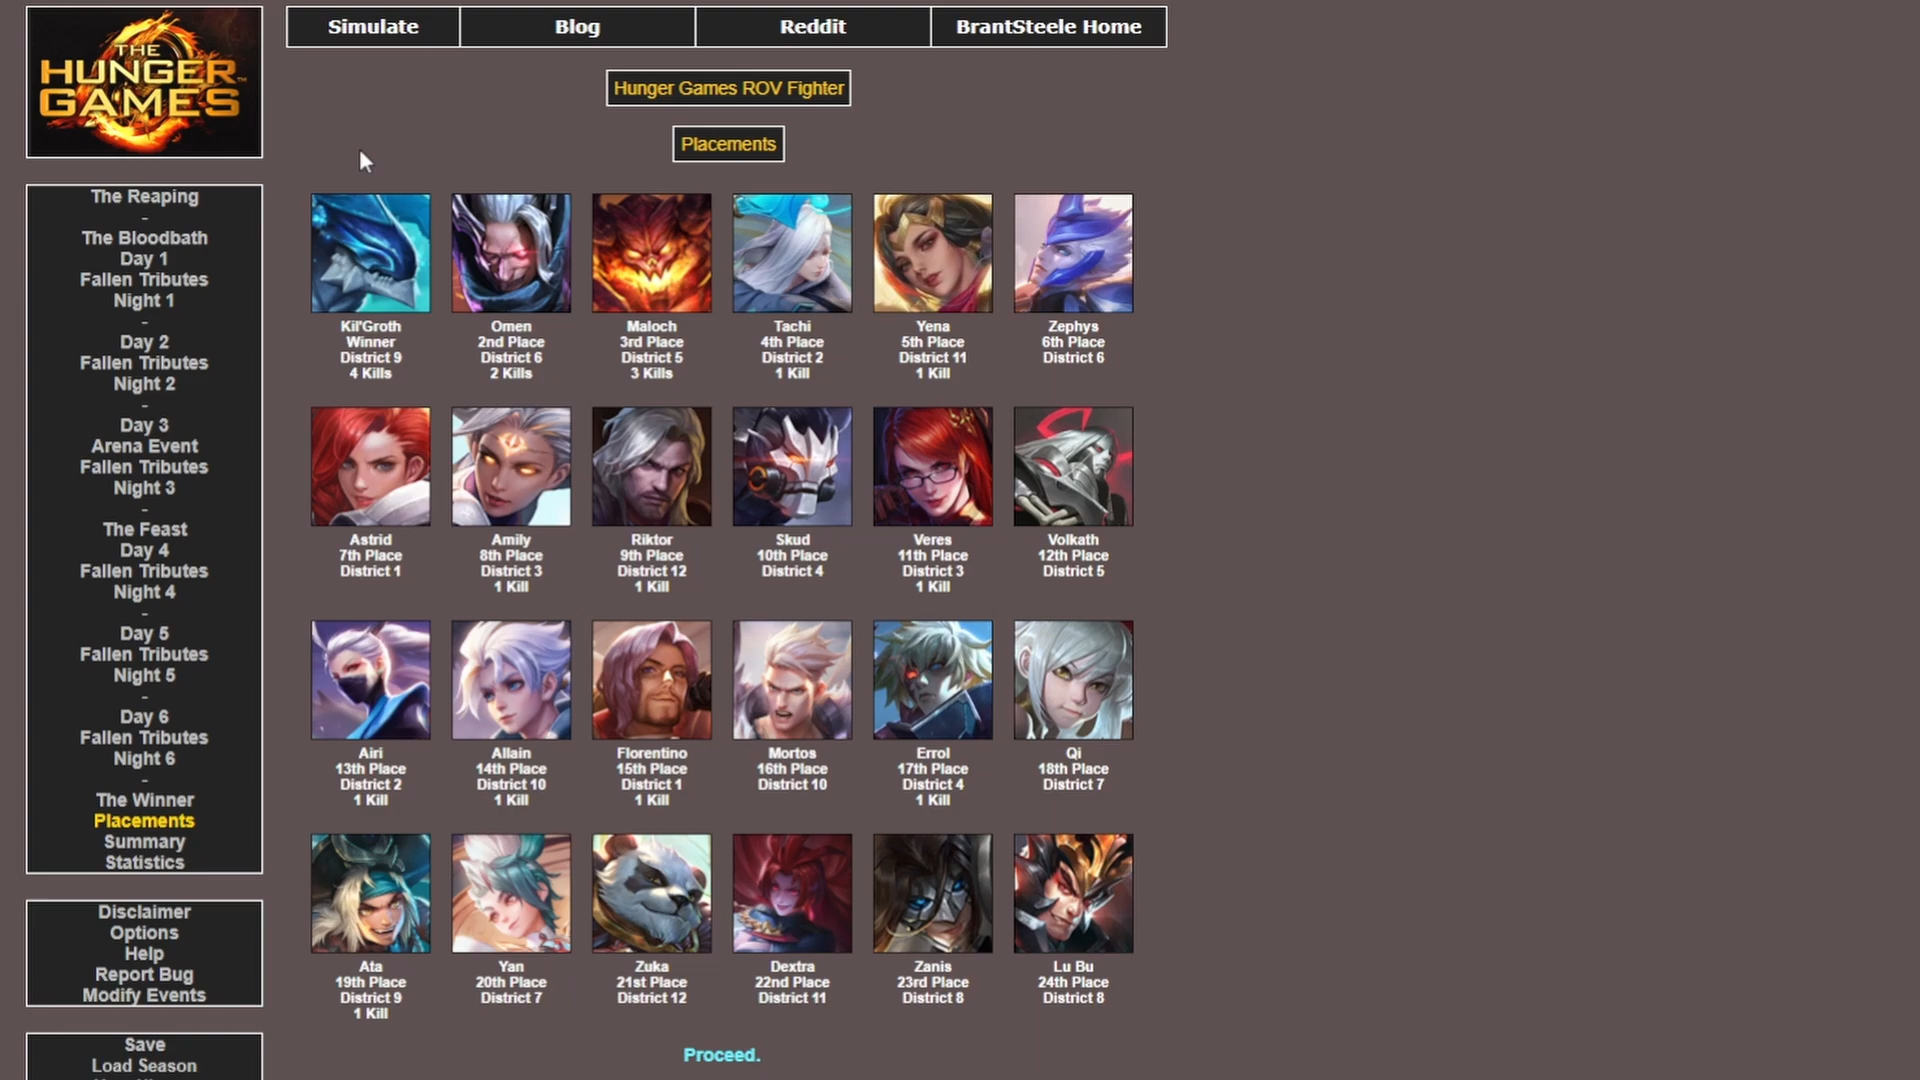 THE
HUNGER
GAMES
Simulate
Blog
Reddit
BrantSteele Home
Hunger Games ROV Fighter
Placements
The Reaping
-
The Bloodbath
Day 1
Fallen Tributes
Night 1
-
Day 2
Fallen Tributes
Night 2
-
Day 3
Arena Event
Fallen Tributes
Night 3
-
The Feast
Day 4
Fallen Tributes
Night 4
-
Day 5
Fallen Tributes
Night 5
-
Day 6
Fallen Tributes
Night 6
-
The Winner
Placements
Summary
Statistics
Disclaimer
Options
Help
Report Bug
Modify Events
Save
Load Season
Kil'Groth
Winner
District 9
4 Kills
Omen
2nd Place
District 6
2 Kills
Maloch
3rd Place
District 5
3 Kills
Tachi
4th Place
District 2
1 Kill
Yena
5th Place
District 11
1 Kill
Zephys
6th Place
District 6
Astrid
7th Place
District 1
Amily
8th Place
District 3
1 Kill
Riktor
9th Place
District 12
1 Kill
Skud
10th Place
District 4
Veres
11th Place
District 3
1 Kill
Volkath
12th Place
District 5
Airi
13th Place
District 2
1 Kill
Allain
14th Place
District 10
1 Kill
Florentino
15th Place
District 1
1 Kill
Mortos
16th Place
District 10
Errol
17th Place
District 4
1 Kill
Qi
18th Place
District 7
Ata
19th Place
District 9
1 Kill
Yan
20th Place
District 7
Zuka
21st Place
District 12
Dextra
22nd Place
District 11
Zanis
23rd Place
District 8
Lu Bu
24th Place
District 8
Proceed.